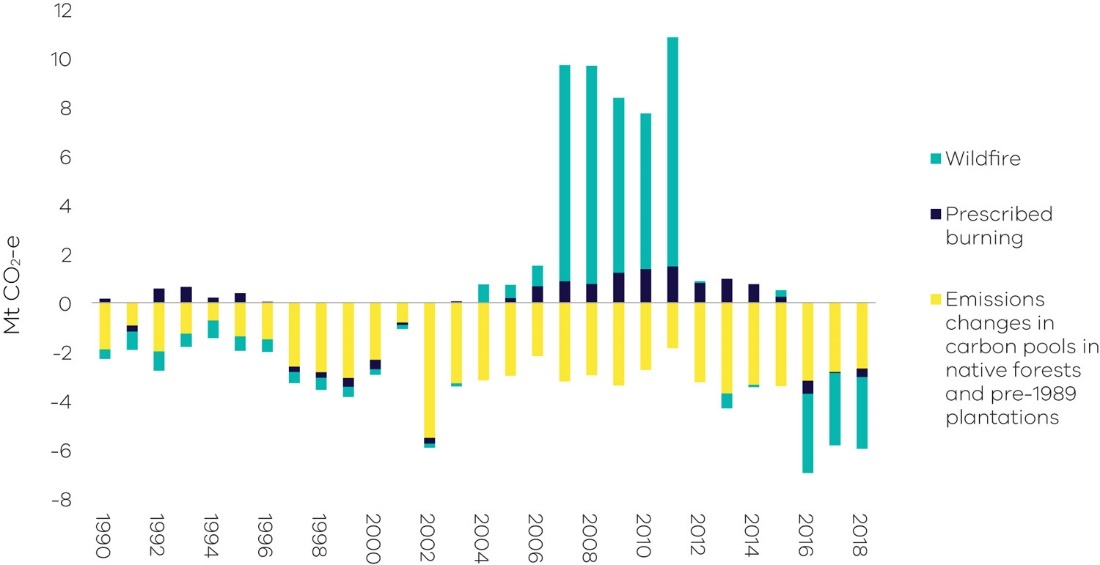 12
10
8
6
4
2
0
-2
-4
-6
-8
Mt CO₂-e
1990
1992
1994
1996
1998
2000
2002
2004
2006
2008
2010
2012
2014
2016
2018
Wildfire
Prescribed
burning
Emissions
changes in
carbon pools in
native forests
and pre-1989
plantations